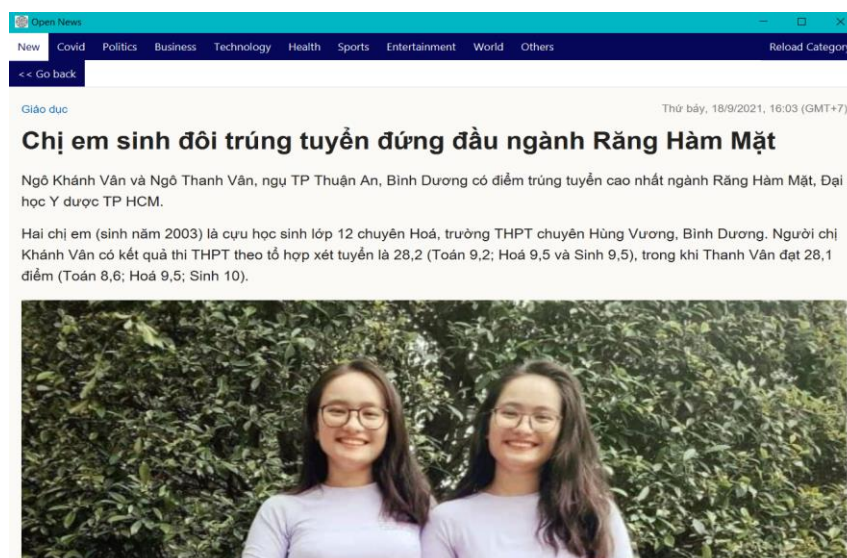 Open News
New Covid Politics Business Technology Health Sports Entertainment World Others Reload Category
<< Go back
Giáo dục Thứ bảy, 18/9/2021, 16:03 (GMT+7)
Chị em sinh đôi trúng tuyển đứng đầu ngành Răng Hàm Mặt
Ngô Khánh Vân và Ngô Thanh Vân, ngụ TP Thuận An, Bình Dương có điểm trúng tuyển cao nhất ngành Răng Hàm Mặt, Đại
học Y dược TP HCM.
Hai chị em (sinh năm 2003) là cựu học sinh lớp 12 chuyên Hoá, trường THPT chuyên Hùng Vương, Bình Dương. Người chị
Khánh Vân có kết quả thi THPT theo tổ hợp xét tuyển là 28,2 (Toán 9,2; Hoá 9,5 và Sinh 9,5), trong khi Thanh Vân đạt 28,1
điểm (Toán 8,6; Hoá 9,5; Sinh 10).